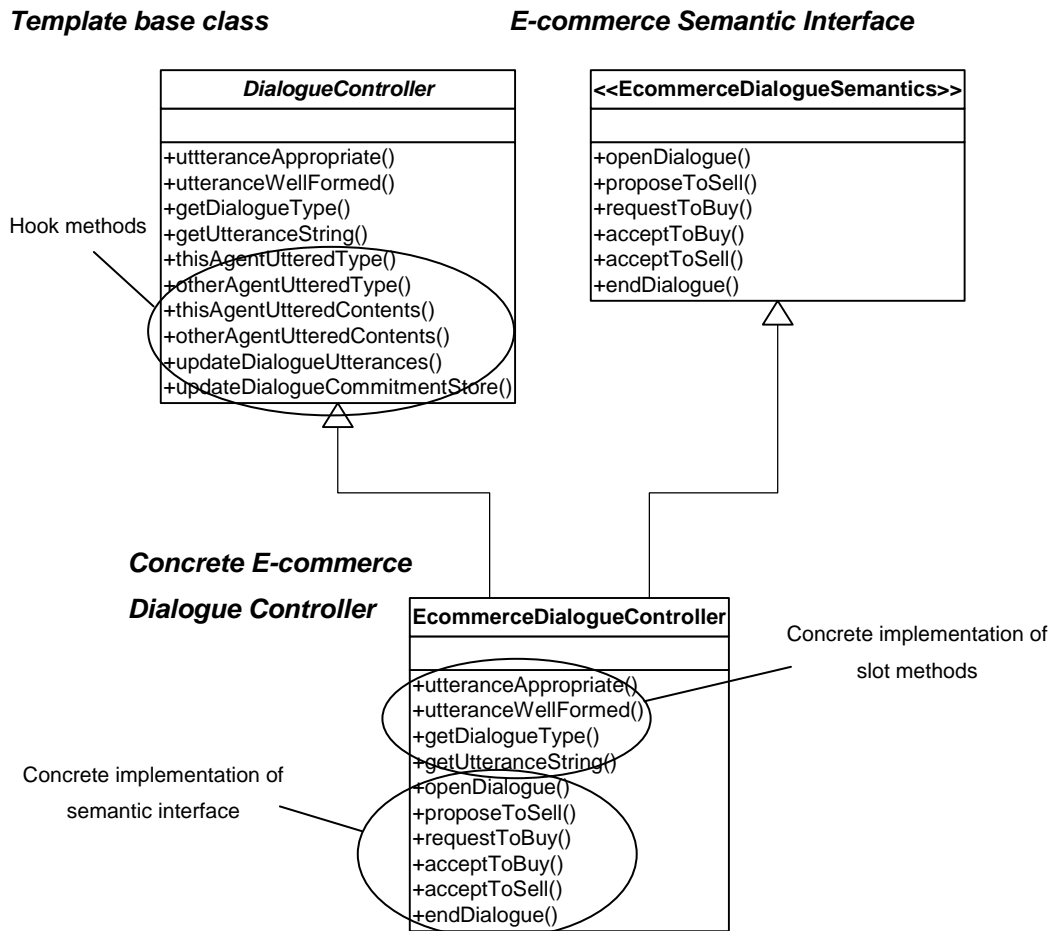 Template base class
E-commerce Semantic Interface
DialogueController
+uttteranceAppropriate()
+utteranceWellFormed()
+getDialogueType()
+getUtteranceString()
+thisAgentUtteredType()
+otherAgentUtteredType()
+thisAgentUtteredContents()
+otherAgentUtteredContents()
+updateDialogueUtterances()
+updateDialogueCommitmentStore()
<<EcommerceDialogueSemantics>>
+openDialogue()
+proposeToSell()
+requestToBuy()
+acceptToBuy()
+acceptToSell()
+endDialogue()
Hook methods
Concrete E-commerce
Dialogue Controller
EcommerceDialogueController
+utteranceAppropriate()
+utteranceWellFormed()
+getDialogueType()
+getUtteranceString()
+openDialogue()
+proposeToSell()
+requestToBuy()
+acceptToBuy()
+acceptToSell()
+endDialogue()
Concrete implementation of
slot methods
Concrete implementation of
semantic interface